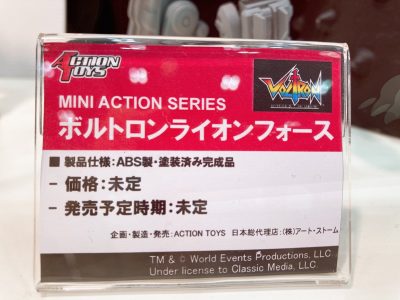 ACTION
TOYS
VOLTRON
MINI ACTION SERIES
ボルトロンライオンフォース
■ 製品仕様：ABS製・塗装済み完成品
- 価格：未定
- 発売予定時期：未定
企画・製造・発売：ACTION TOYS 日本総代理店：(株)アート・ストーム
TM & © World Events Productions, LLC.
Under license to Classic Media, LLC.